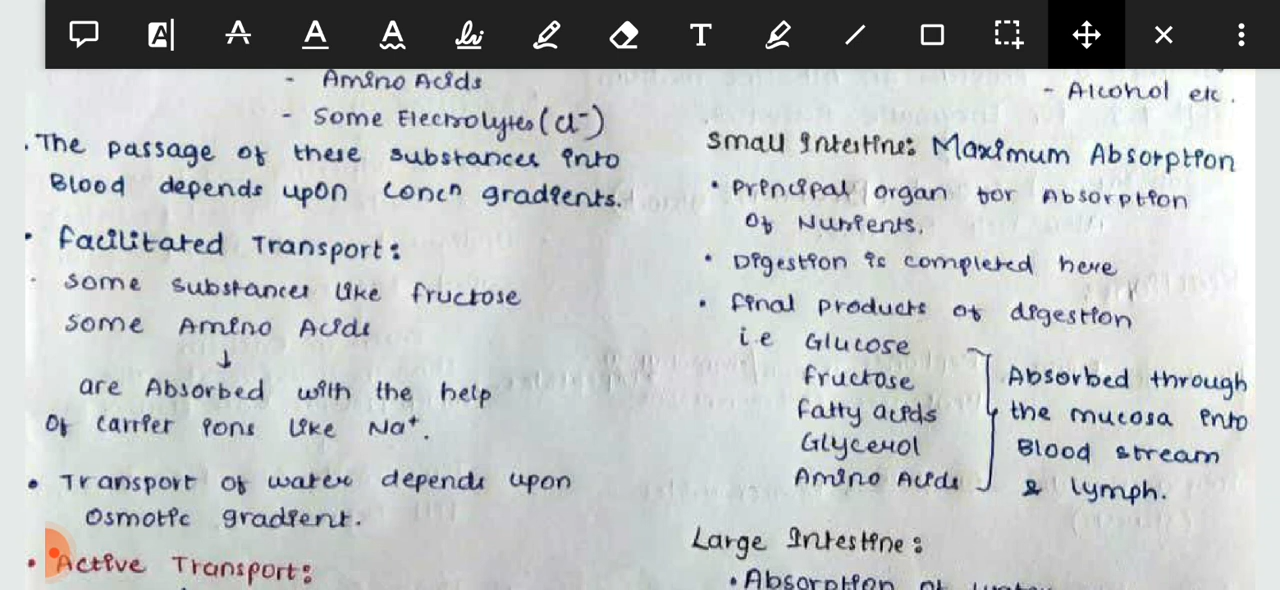 - Amino Acids
- Some Electrolytes (Cl⁻)
. The passage of these substances into
Blood depends upon Concⁿ gradients.
• Facilitated Transport:
. Some substances like fructose
Some Amino Acids
↓
are Absorbed with the help
of carrier ions like Na⁺.
• Transport of water depends upon
Osmotic gradient.
• Active Transport:
- Alcohol etc.
Small Intestine: Maximum Absorption
• Principal organ for Absorption
of Nutrients.
• Digestion is completed here
• Final products of digestion
i.e Glucose
fructose
Fatty acids
Glycerol
Amino Acids
Absorbed through
the mucosa into
Blood stream
& lymph.
Large Intestine:
• Absorption of water